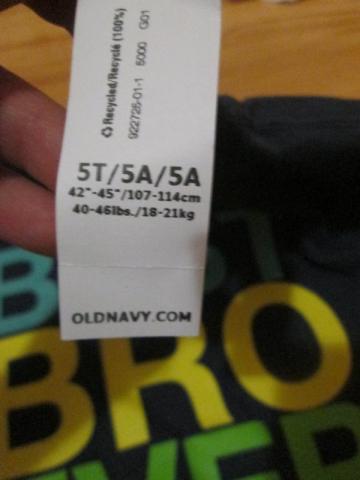 ♻ Recycled/Recyclé (100%)
922725-01-1 5000 G01
5T/5A/5A
42"-45"/107-114cm
40-46lbs./18-21kg
OLDNAVY.COM
BRO